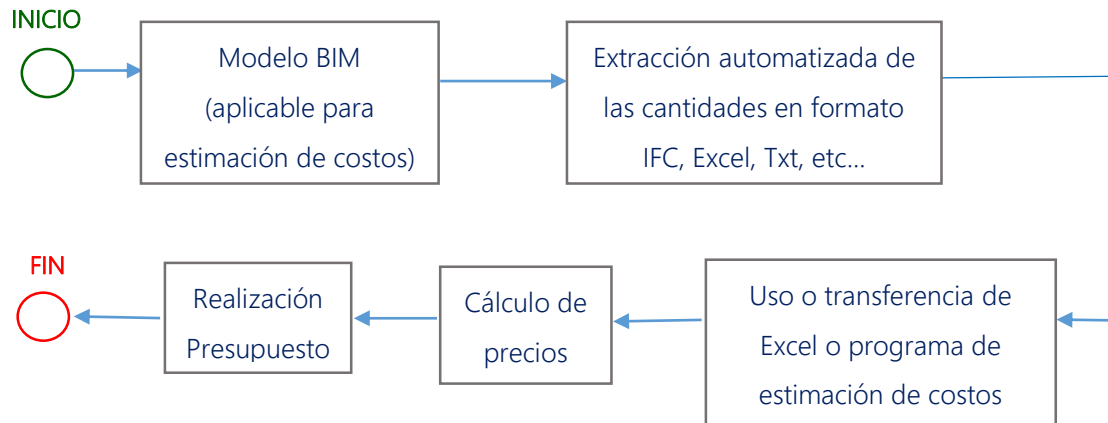 INICIO
Modelo BIM
(aplicable para
estimación de costos)
Extracción automatizada de
las cantidades en formato
IFC, Excel, Txt, etc...
FIN
Realización
Presupuesto
Cálculo de
precios
Uso o transferencia de
Excel o programa de
estimación de costos